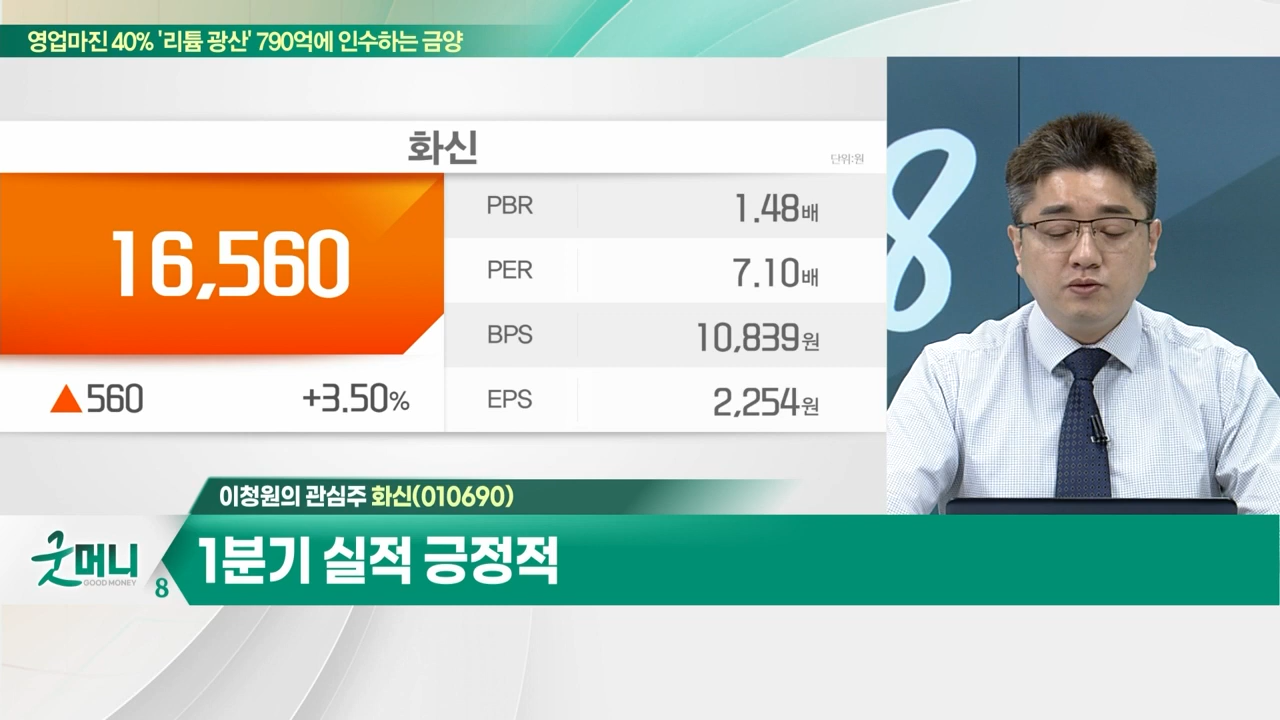 영업마진 40% '리튬 광산' 790억에 인수하는 금양
화신
단위:원
16,560
▲560 +3.50%
PBR 1.48배
PER 7.10배
BPS 10,839원
EPS 2,254원
8
이청원의 관심주 화신(010690)
굿머니
GOOD MONEY
8
1분기 실적 긍정적